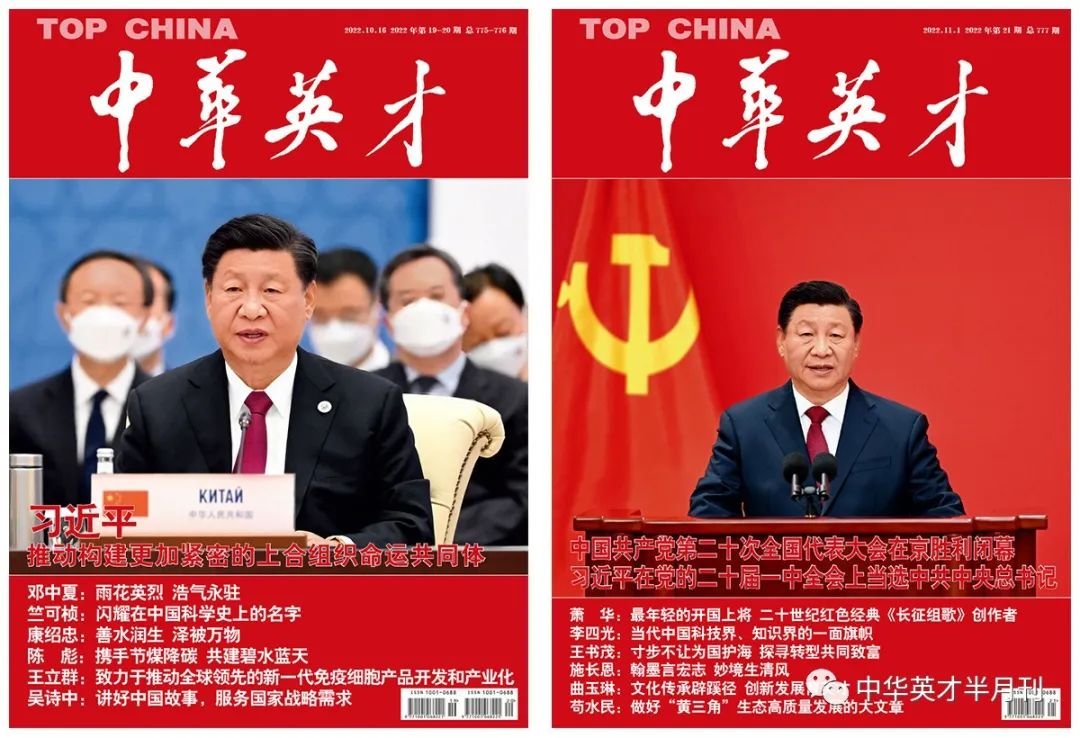 TOP CHINA
2022.10.16 2022年第19-20期 总775-776期
中华英才
КИТАЙ
中华人民共和国
习近平
推动构建更加紧密的上合组织命运共同体
邓中夏：雨花英烈 浩气永驻
竺可桢：闪耀在中国科学史上的名字
康绍忠：善水润生 泽被万物
陈 彪：携手节煤降碳 共建碧水蓝天
王立群：致力于推动全球领先的新一代免疫细胞产品开发和产业化
吴诗中：讲好中国故事，服务国家战略需求
ISSN 1001-0688
ISSN 1001-0688
TOP CHINA
2022.11.1 2022年第21期 总777期
中华英才
中国共产党第二十次全国代表大会在京胜利闭幕
习近平在党的二十届一中全会上当选中共中央总书记
萧 华：最年轻的开国上将 二十世纪红色经典《长征组歌》创作者
李四光：当代中国科技界、知识界的一面旗帜
王书茂：寸步不让为国护海 探寻转型共同致富
施长恩：翰墨言宏志 妙境生清风
曲玉琳：文化传承辟蹊径 创新发展
苟水民：做好“黄三角”生态高质量发展的大文章
中华英才半月刊